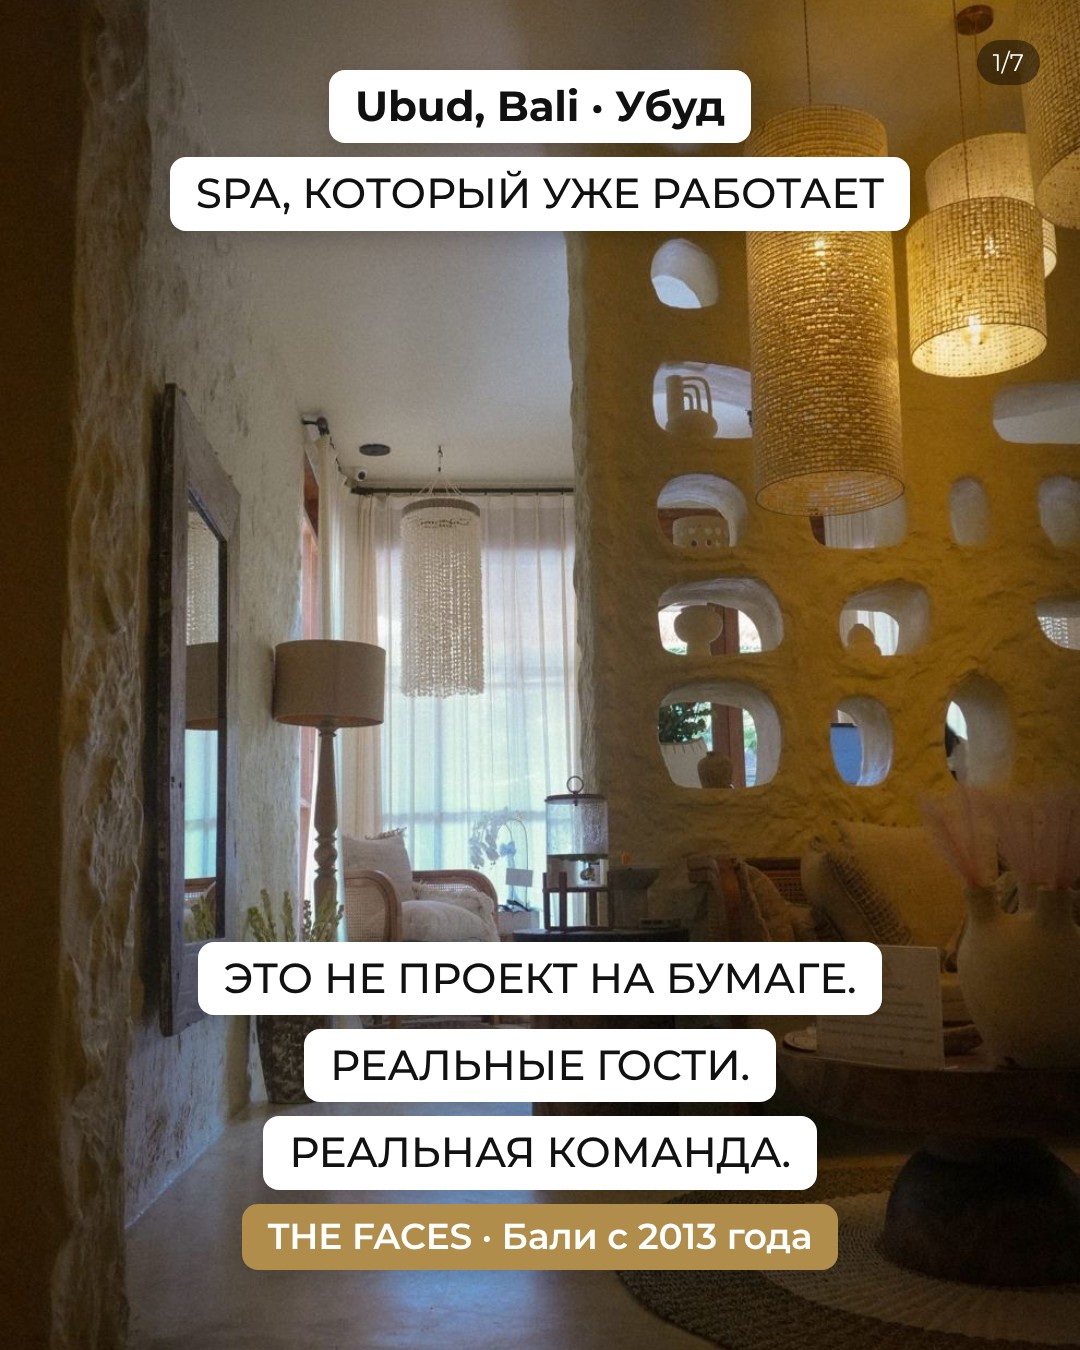 1/7
Ubud, Bali · Убуд
SPA, КОТОРЫЙ УЖЕ РАБОТАЕТ
ЭТО НЕ ПРОЕКТ НА БУМАГЕ.
РЕАЛЬНЫЕ ГОСТИ.
РЕАЛЬНАЯ КОМАНДА.
THE FACES · Бали с 2013 года